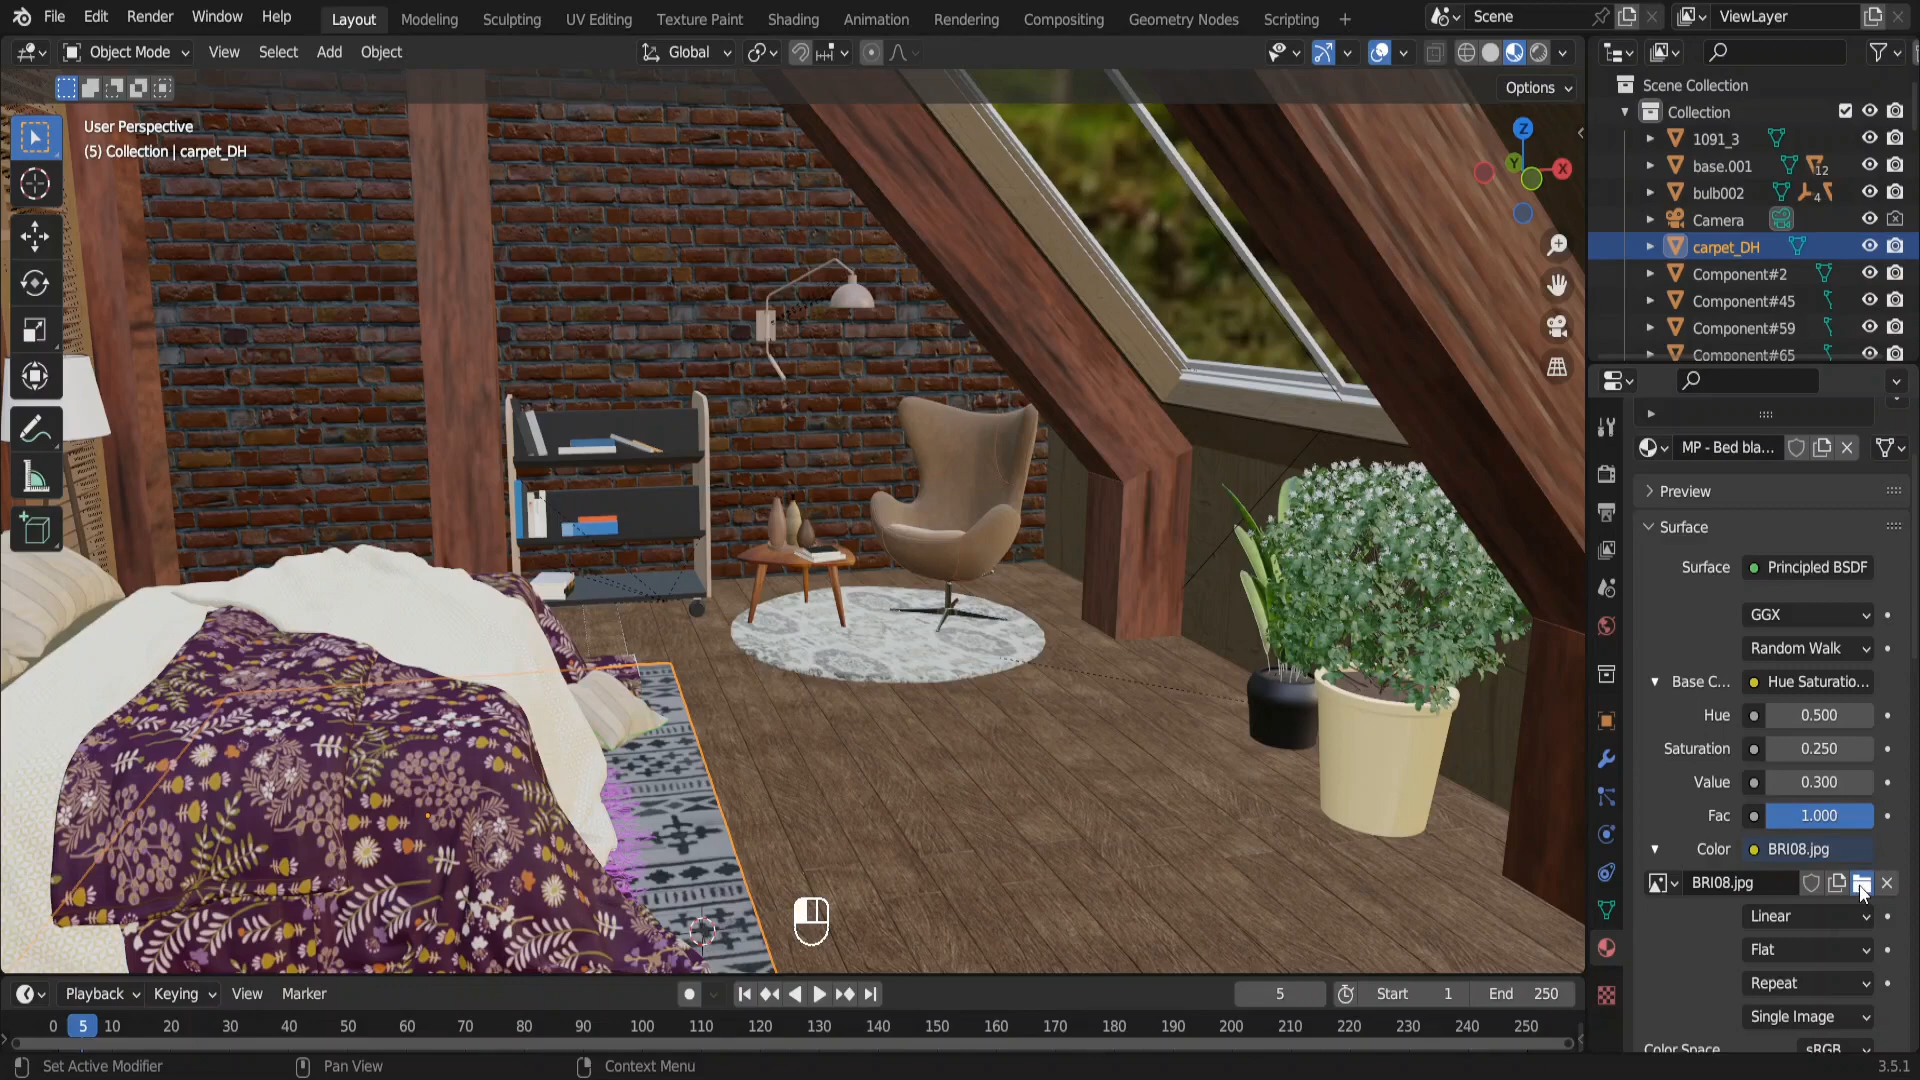 File Edit Render Window Help
Layout Modeling Sculpting UV Editing Texture Paint Shading Animation Rendering Compositing Geometry Nodes Scripting +
Scene
ViewLayer
Object Mode View Select Add Object
Global
Options
User Perspective
(5) Collection | carpet_DH
Z
Y
X
Scene Collection
Collection
1091_3
base.001
12
bulb002
4
Camera
carpet_DH
Component#2
Component#45
Component#59
Component#65
MP - Bed bla...
Preview
Surface
Surface Principled BSDF
GGX
Random Walk
Base C... Hue Saturatio...
Hue 0.500
Saturation 0.250
Value 0.300
Fac 1.000
Color BRI08.jpg
BRI08.jpg
Linear
Flat
Repeat
Single Image
Color Space sRGB
Playback Keying View Marker
5
Start 1
End 250
0 5 10 20 30 40 50 60 70 80 90 100 110 120 130 140 150 160 170 180 190 200 210 220 230 240 250
Set Active Modifier
Pan View
Context Menu
3.5.1